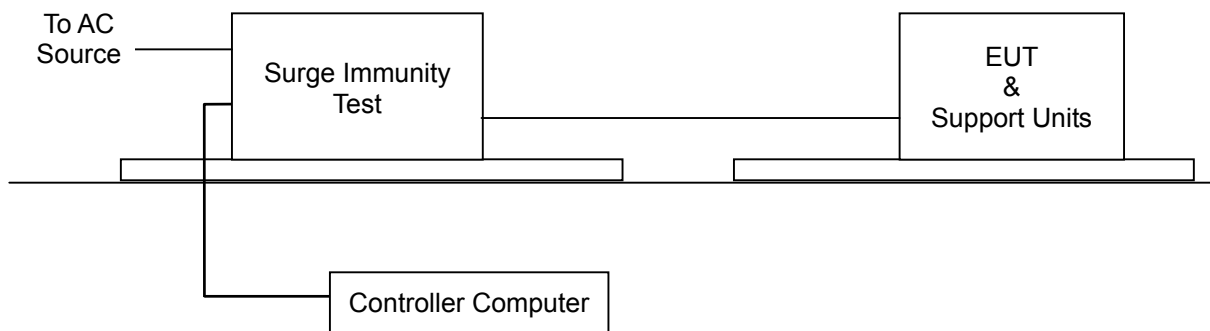 To AC
Source
Surge Immunity
Test
EUT
&
Support Units
Controller Computer